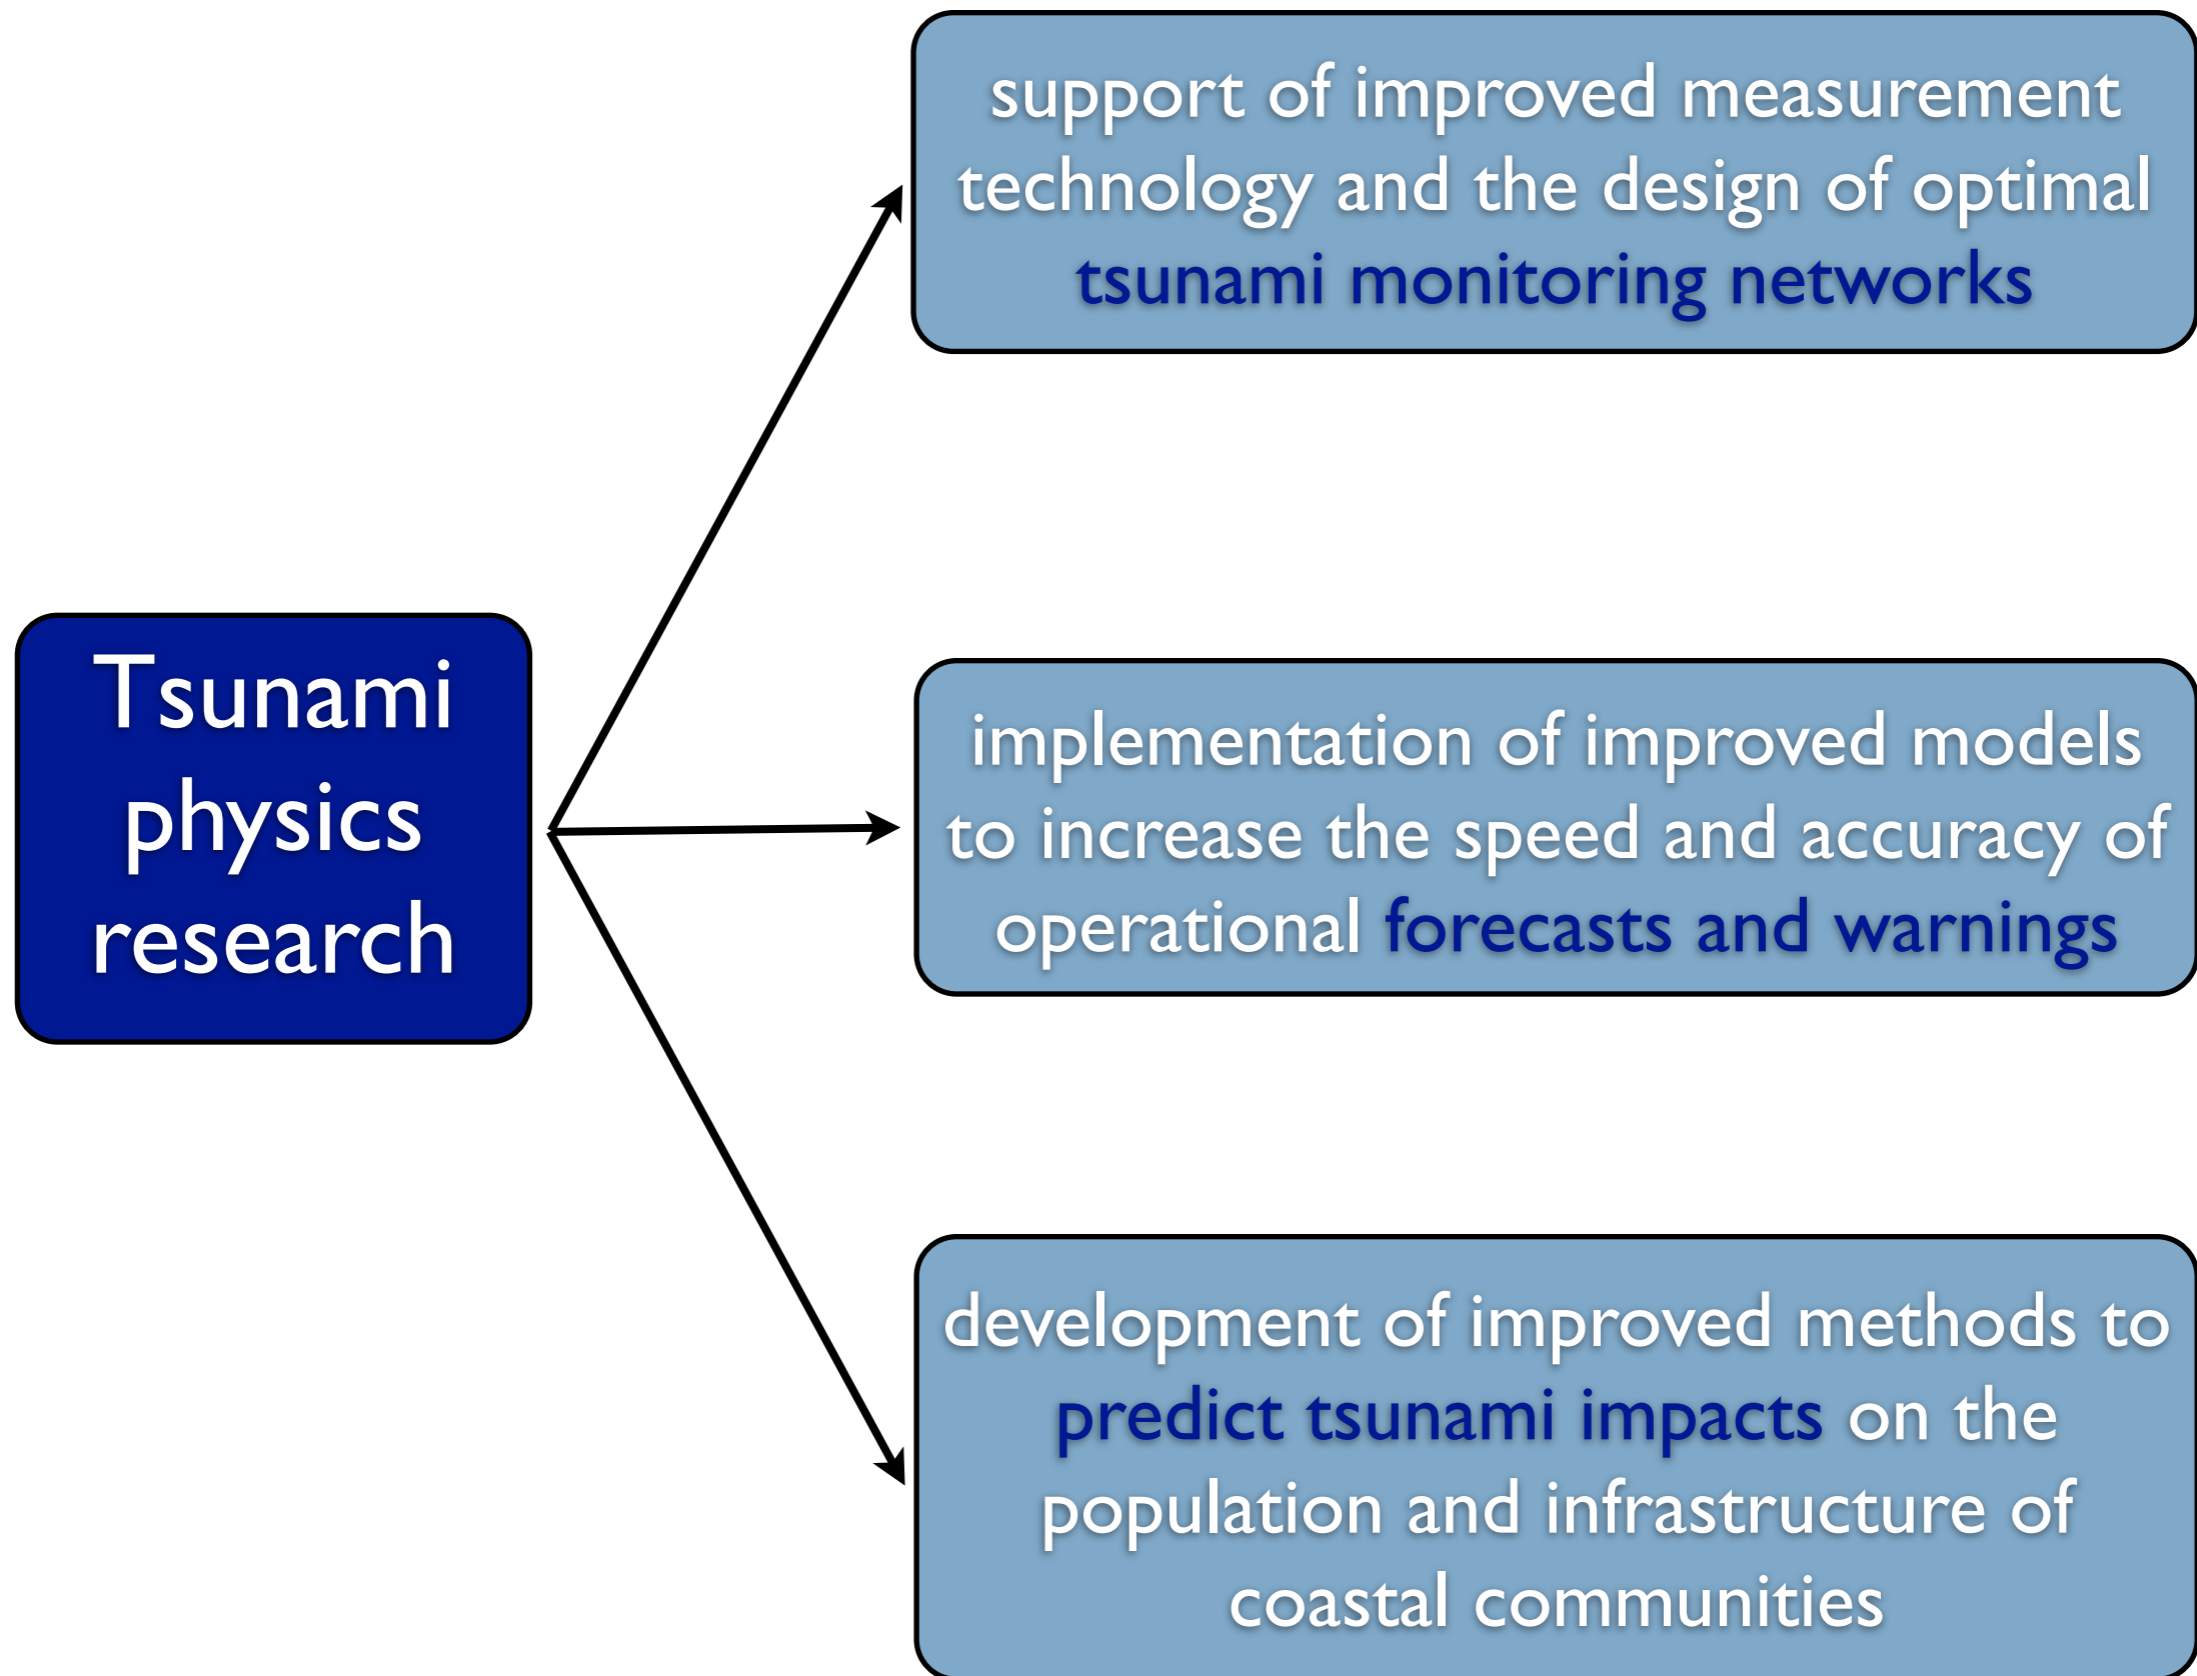 Tsunami
physics
research
support of improved measurement
technology and the design of optimal
tsunami monitoring networks
implementation of improved models
to increase the speed and accuracy of
operational forecasts and warnings
development of improved methods to
predict tsunami impacts on the
population and infrastructure of
coastal communities